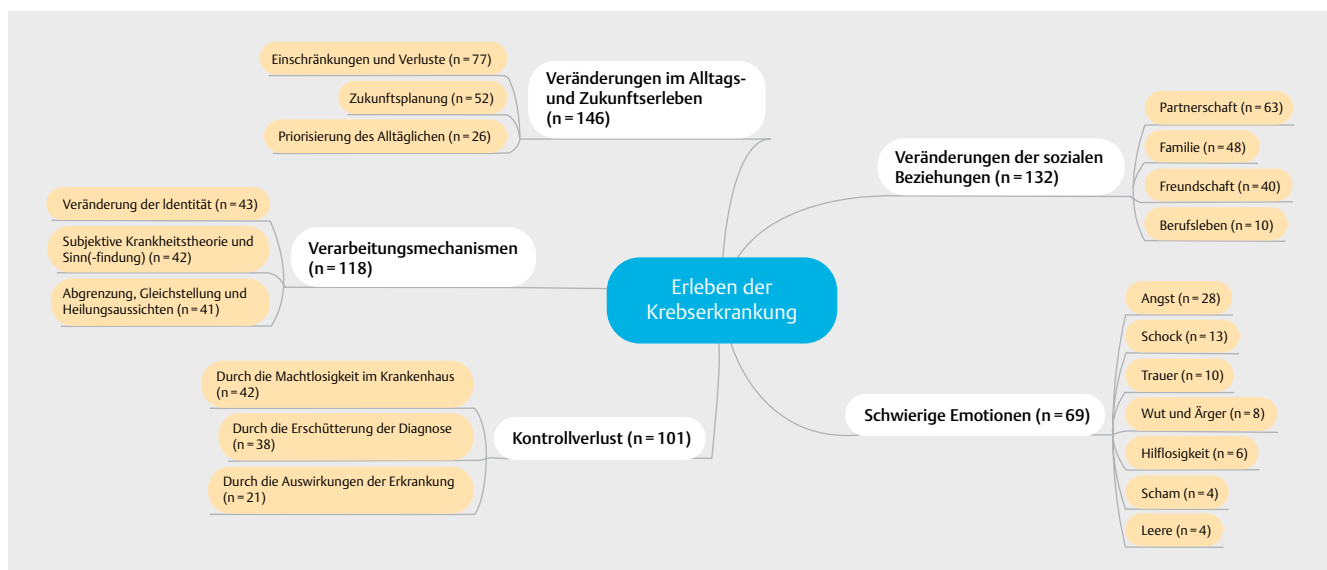 Einschränkungen und Verluste (n = 77)
Zukunftsplanung (n = 52)
Priorisierung des Alltäglichen (n = 26)
Veränderungen im Alltags-
und Zukunftserleben
(n = 146)
Veränderung der Identität (n = 43)
Subjektive Krankheitstheorie und
Sinn(-findung) (n = 42)
Abgrenzung, Gleichstellung und
Heilungsaussichten (n = 41)
Verarbeitungsmechanismen
(n = 118)
Durch die Machtlosigkeit im Krankenhaus
(n = 42)
Durch die Erschütterung der Diagnose
(n = 38)
Durch die Auswirkungen der Erkrankung
(n = 21)
Kontrollverlust (n = 101)
Erleben der
Krebserkrankung
Veränderungen der sozialen
Beziehungen (n = 132)
Partnerschaft (n = 63)
Familie (n = 48)
Freundschaft (n = 40)
Berufsleben (n = 10)
Schwierige Emotionen (n = 69)
Angst (n = 28)
Schock (n = 13)
Trauer (n = 10)
Wut und Ärger (n = 8)
Hilflosigkeit (n = 6)
Scham (n = 4)
Leere (n = 4)